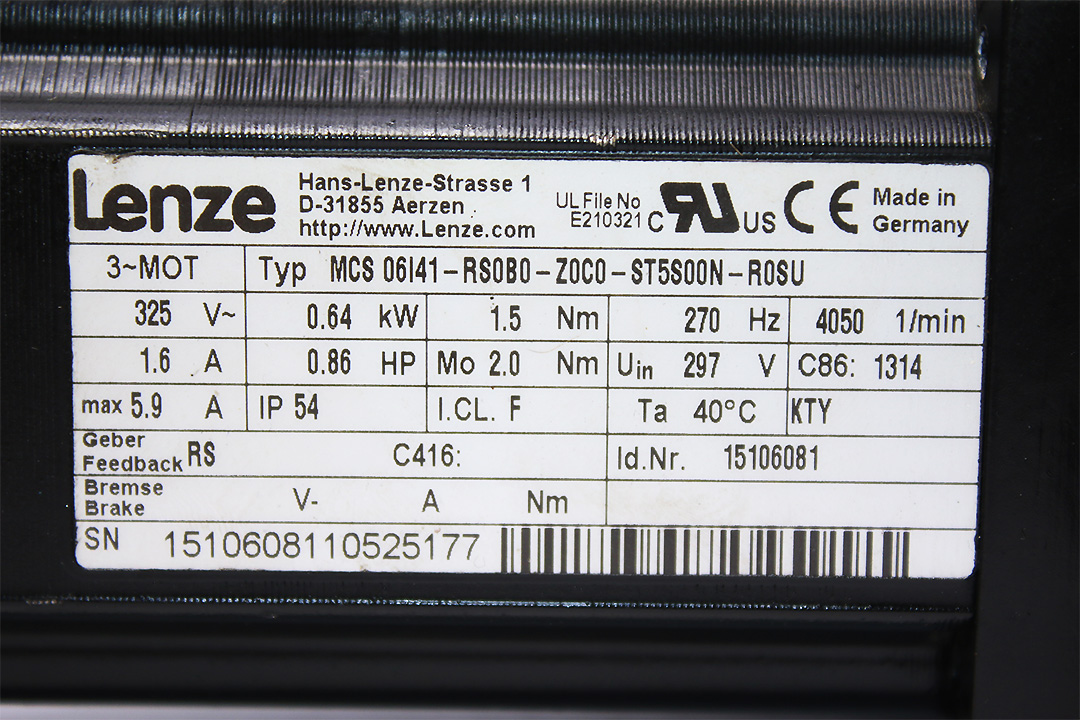 Lenze
Hans-Lenze-Strasse 1
D-31855 Aerzen
http://www.Lenze.com
UL File No
E210321
C RU US CE
Made in
Germany
3~MOT Typ MCS 06I41-RS0B0-Z0C0-ST5S00N-R0SU
325 V~ 0.64 kW 1.5 Nm 270 Hz 4050 1/min
1.6 A 0.86 HP Mo 2.0 Nm Uin 297 V C86: 1314
max 5.9 A IP 54 I.CL. F Ta 40°C KTY
Geber
Feedback RS C416: Id.Nr. 15106081
Bremse
Brake V- A Nm
SN 1510608110525177